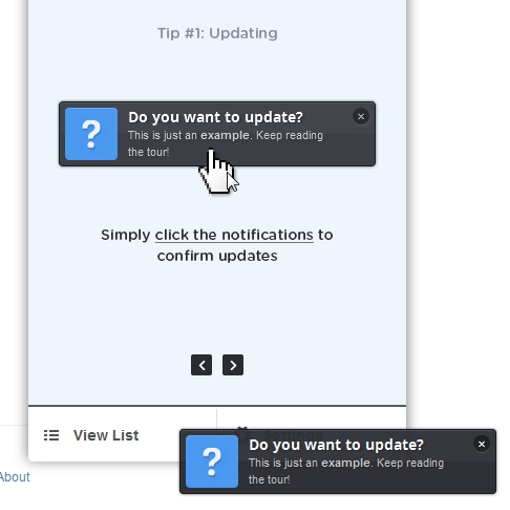 Tip #1: Updating
?
Do you want to update?
This is just an example. Keep reading
the tour!
Simply click the notifications to
confirm updates
View List
?
Do you want to update?
This is just an example. Keep reading
the tour!
About